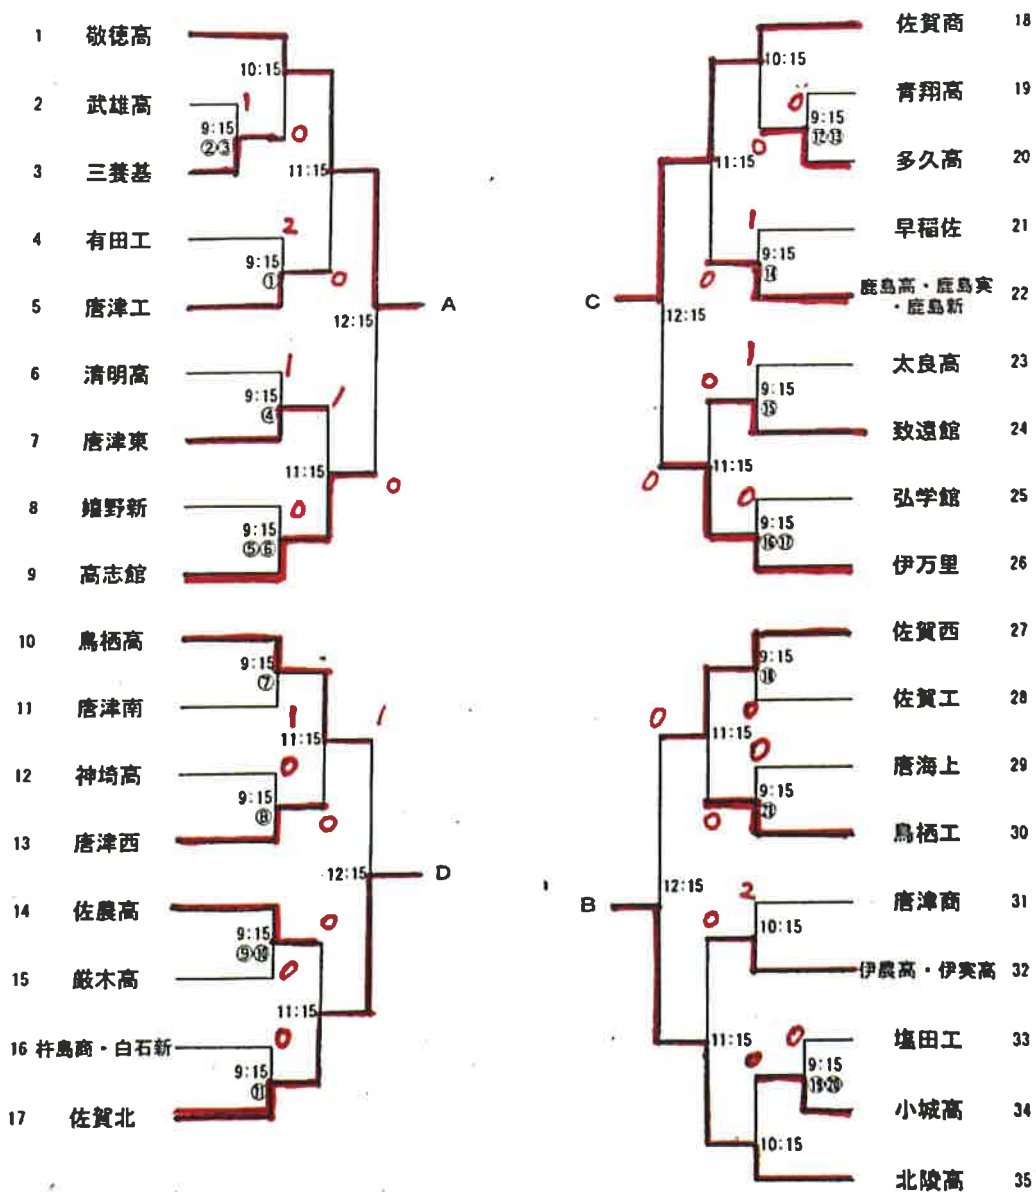 1 敬徳高
10:15
2 武雄高
1
9:15
②③
0
3 三養基
11:15
4 有田工
2
9:15
①
0
5 唐津工
A
12:15
6 清明高
1
9:15
④
1
7 唐津東
11:15
0
8 嬉野新
0
9:15
⑤⑥
9 高志館
10 鳥栖高
9:15
⑦
11 唐津南
1
11:15
1
12 神埼高
0
9:15
⑧
0
13 唐津西
12:15
D
14 佐農高
0
9:15
⑨⑩
0
15 厳木高
11:15
16 杵島商・白石新
0
9:15
⑪
17 佐賀北
佐賀商 18
10:15
青翔高 19
0
9:15
⑫⑬
0
多久高 20
11:15
早稲佐 21
1
9:15
⑭
0
鹿島高・鹿島実
・鹿島新 22
C
12:15
太良高 23
1
0
9:15
⑮
致遠館 24
11:15
0
弘学館 25
0
9:15
⑯⑰
伊万里 26
佐賀西 27
9:15
⑱
佐賀工 28
0
0
11:15
唐海上 29
0
9:15
㉑
0
鳥栖工 30
12:15
B
唐津商 31
2
0
10:15
伊農高・伊実高 32
11:15
塩田工 33
0
9:15
⑲⑳
0
小城高 34
10:15
北陵高 35